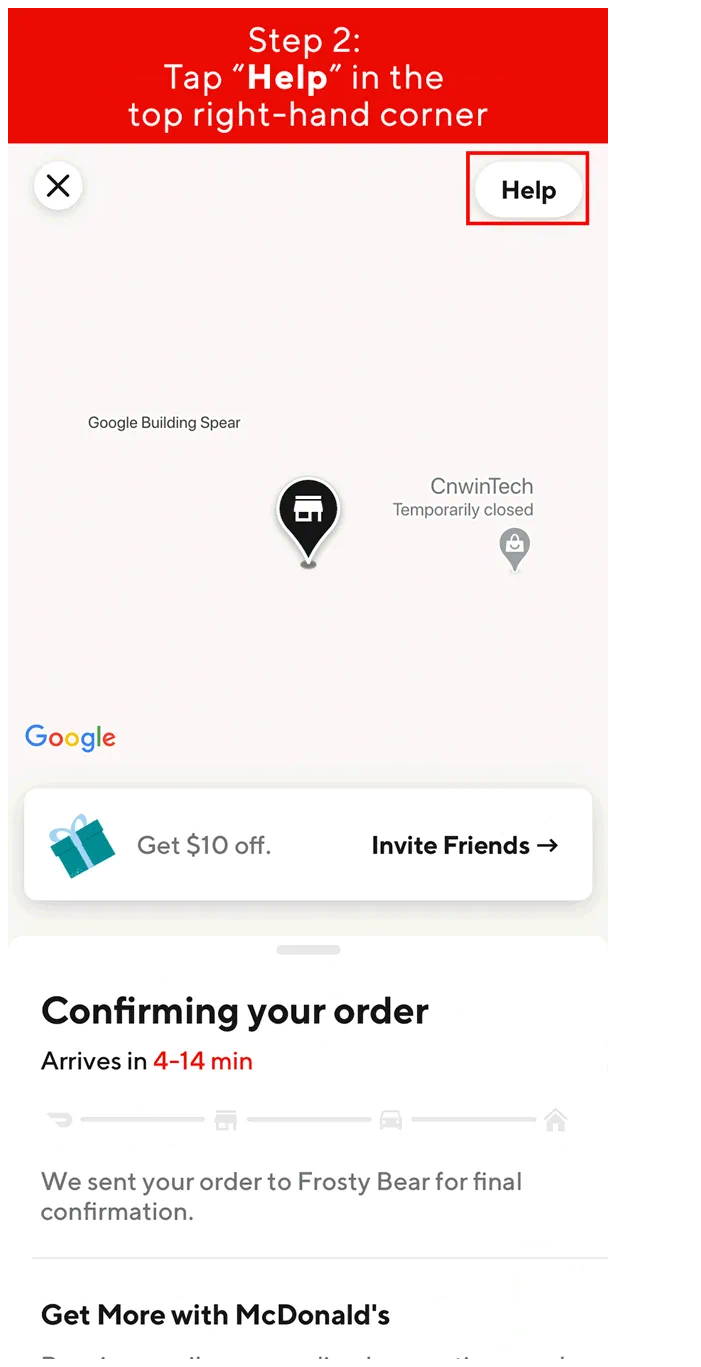 Step 2:
Tap “Help” in the
top right-hand corner
Help
Google Building Spear
CnwinTech
Temporarily closed
Google
Get $10 off.
Invite Friends →
Confirming your order
Arrives in 4-14 min
We sent your order to Frosty Bear for final
confirmation.
Get More with McDonald's